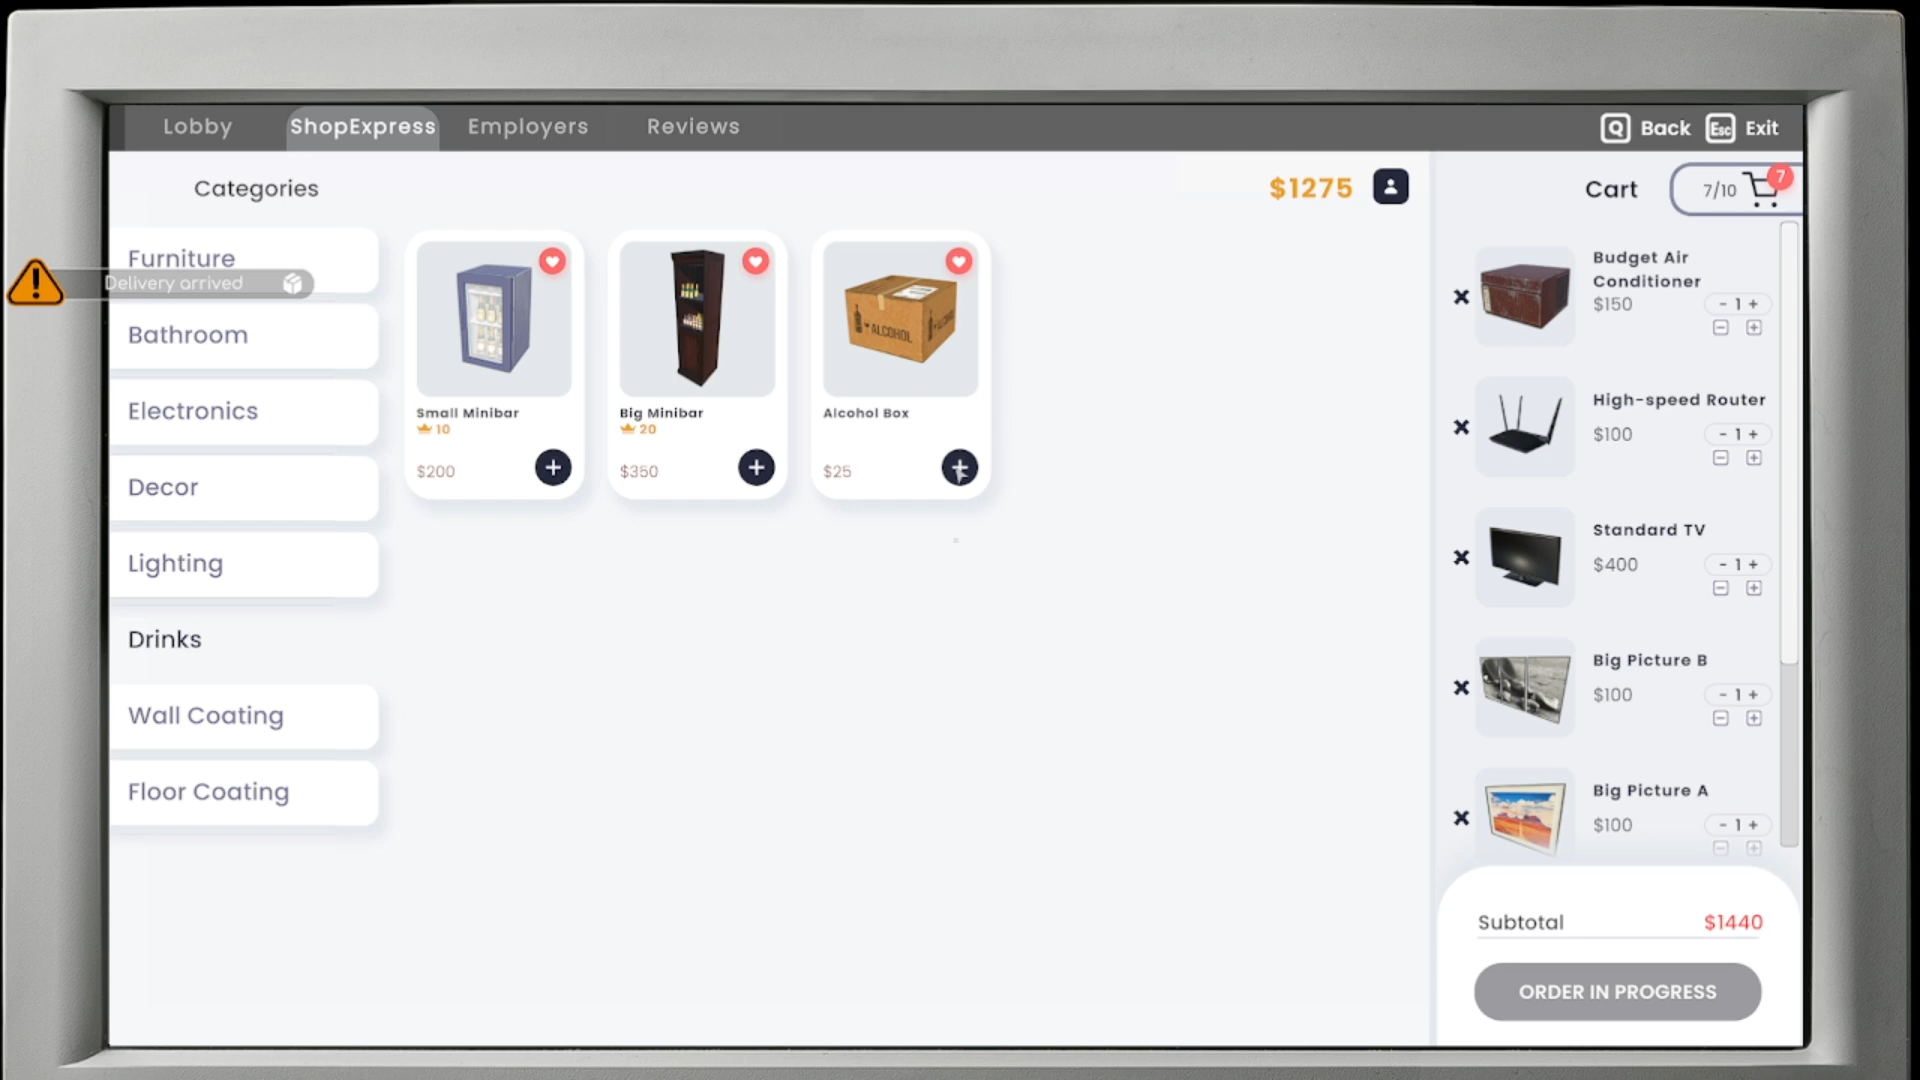 Lobby
ShopExpress
Employers
Reviews
Q Back
Esc Exit
Categories
$1275
Cart
7/10
7
Furniture
Delivery arrived
Bathroom
Electronics
Decor
Lighting
Drinks
Wall Coating
Floor Coating
Small Minibar
10
$200
Big Minibar
20
$350
ALCOHOL
Alcohol Box
$25
Budget Air
Conditioner
$150
- 1 +
High-speed Router
$100
- 1 +
Standard TV
$400
- 1 +
Big Picture B
$100
- 1 +
Big Picture A
$100
- 1 +
Subtotal
$1440
ORDER IN PROGRESS